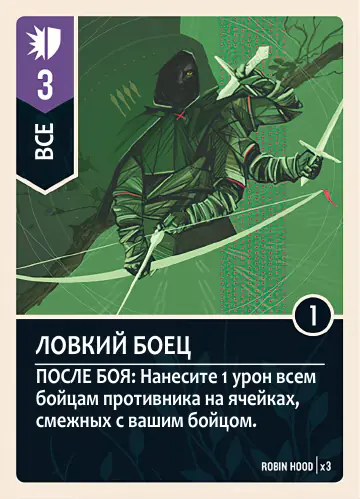 3
ВСЕ
1
ЛОВКИЙ БОЕЦ
ПОСЛЕ БОЯ: Нанесите 1 урон всем
бойцам противника на ячейках,
смежных с вашим бойцом.
ROBIN HOOD | x3